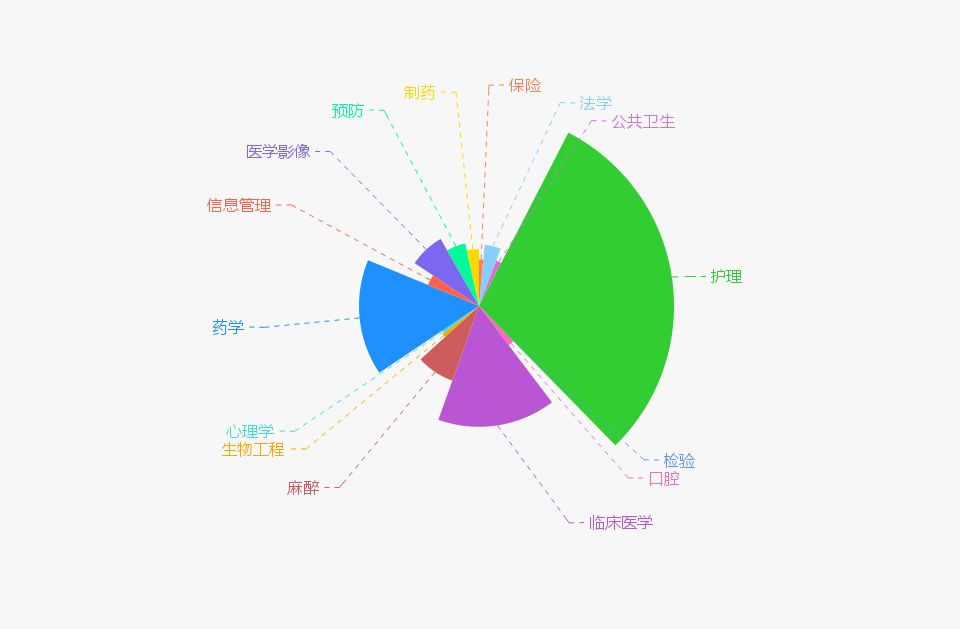 保险
制药
法学
预防
公共卫生
医学影像
信息管理
护理
药学
心理学
生物工程
检验
口腔
麻醉
临床医学